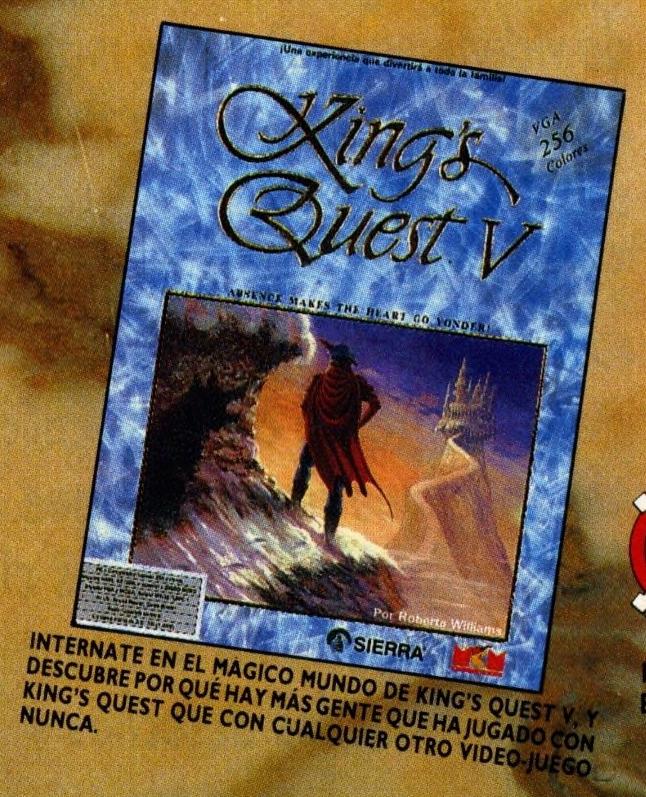 ¡Una experiencia que divertirá a toda la familia!
King's
Quest V
VGA
256
Colores
ABSENCE MAKES THE HEART GO YONDER!
Por Roberta Williams
SIERRA
INTERNATE EN EL MAGICO MUNDO DE KING'S QUEST V, Y
DESCUBRE POR QUÉ HAY MÁS GENTE QUE HA JUGADO CON
KING'S QUEST QUE CON CUALQUIER OTRO VIDEO-JUEGO
NUNCA.